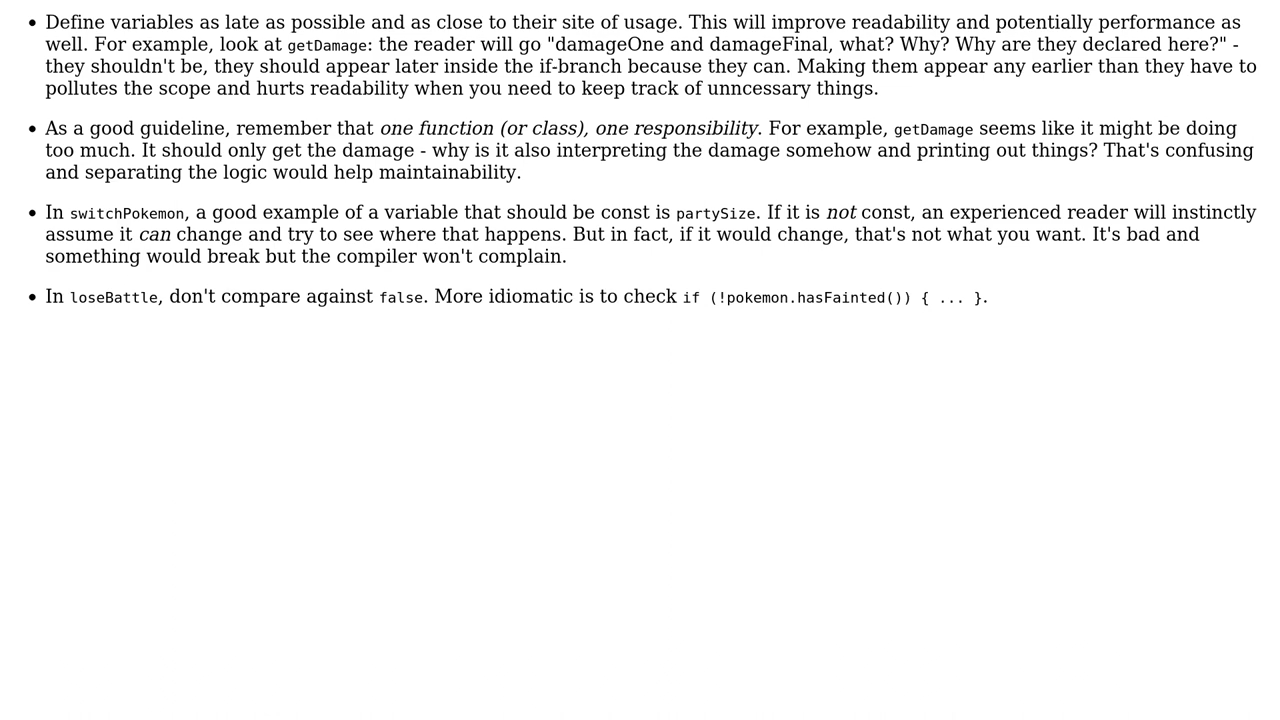 • Define variables as late as possible and as close to their site of usage. This will improve readability and potentially performance as
well. For example, look at getDamage: the reader will go "damageOne and damageFinal, what? Why? Why are they declared here?" -
they shouldn't be, they should appear later inside the if-branch because they can. Making them appear any earlier than they have to
pollutes the scope and hurts readability when you need to keep track of unncessary things.
• As a good guideline, remember that one function (or class), one responsibility. For example, getDamage seems like it might be doing
too much. It should only get the damage - why is it also interpreting the damage somehow and printing out things? That's confusing
and separating the logic would help maintainability.
• In switchPokemon, a good example of a variable that should be const is partySize. If it is not const, an experienced reader will instinctly
assume it can change and try to see where that happens. But in fact, if it would change, that's not what you want. It's bad and
something would break but the compiler won't complain.
• In loseBattle, don't compare against false. More idiomatic is to check if (!pokemon.hasFainted()) { ... }.